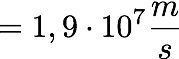 = 1,9 · 10⁷ m/s